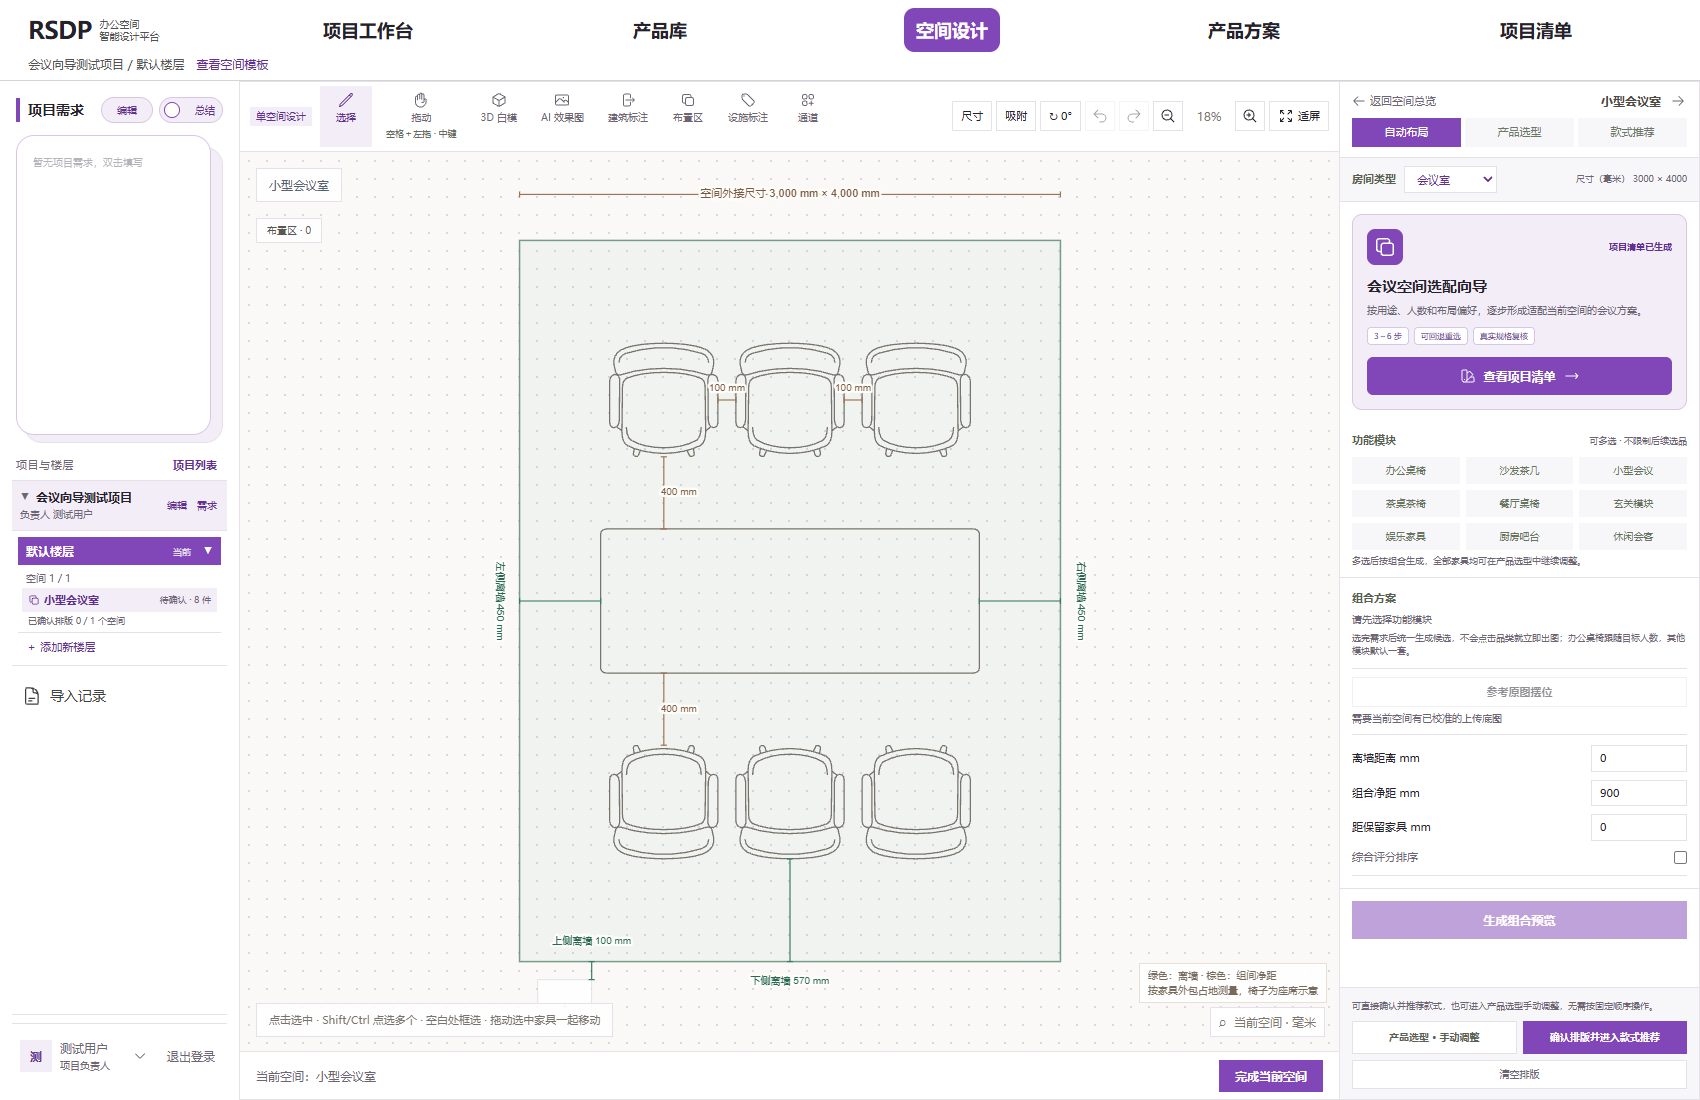 RSDP
办公空间
智能设计平台
项目工作台
产品库
空间设计
产品方案
项目清单
会议向导测试项目 / 默认楼层
查看空间模板
项目需求
编辑
总结
暂无项目需求，双击填写
项目与楼层
项目列表
▼ 会议向导测试项目
负责人 测试用户
编辑
需求
默认楼层
当前 ▼
空间 1 / 1
小型会议室
待确认 · 8 件
已确认排版 0 / 1 个空间
+ 添加新楼层
导入记录
测
测试用户
项目负责人
退出登录
单空间设计
选择
拖动
空格 + 左拖 · 中键
3D 白模
AI 效果图
建筑标注
布置区
设施标注
通道
尺寸
吸附
↻ 0°
18%
适屏
小型会议室
布置区 · 0
空间外接尺寸·3,000 mm × 4,000 mm
100 mm
100 mm
400 mm
左侧离墙 450 mm
右侧离墙 450 mm
400 mm
上侧离墙 100 mm
下侧离墙 570 mm
绿色：离墙 · 棕色：组间净距
按家具外包占地测量，椅子为座席示意
点击选中 · Shift/Ctrl 点选多个 · 空白处框选 · 拖动选中家具一起移动
⌕ 当前空间 · 毫米
当前空间：小型会议室
完成当前空间
← 返回空间总览
小型会议室 →
自动布局
产品选型
款式推荐
房间类型
会议室
尺寸（毫米） 3000 × 4000
项目清单已生成
会议空间选配向导
按用途、人数和布局偏好，逐步形成适配当前空间的会议方案。
3 – 6 步
可回退重选
真实规格复核
查看项目清单 →
功能模块
可多选 · 不限制后续选品
办公桌椅
沙发茶几
小型会议
茶桌茶椅
餐厅桌椅
玄关模块
娱乐家具
厨房吧台
休闲会客
多选后按组合生成，全部家具均可在产品选型中继续调整。
组合方案
请先选择功能模块
选完需求后统一生成候选，不会点击品类就立即出图；办公桌椅跟随目标人数，其他
模块默认一套。
参考原图摆位
需要当前空间有已校准的上传底图
离墙距离 mm
0
组合净距 mm
900
距保留家具 mm
0
综合评分排序
生成组合预览
可直接确认并推荐款式，也可进入产品选型手动调整，无需按固定顺序操作。
产品选型 • 手动调整
确认排版并进入款式推荐
清空排版